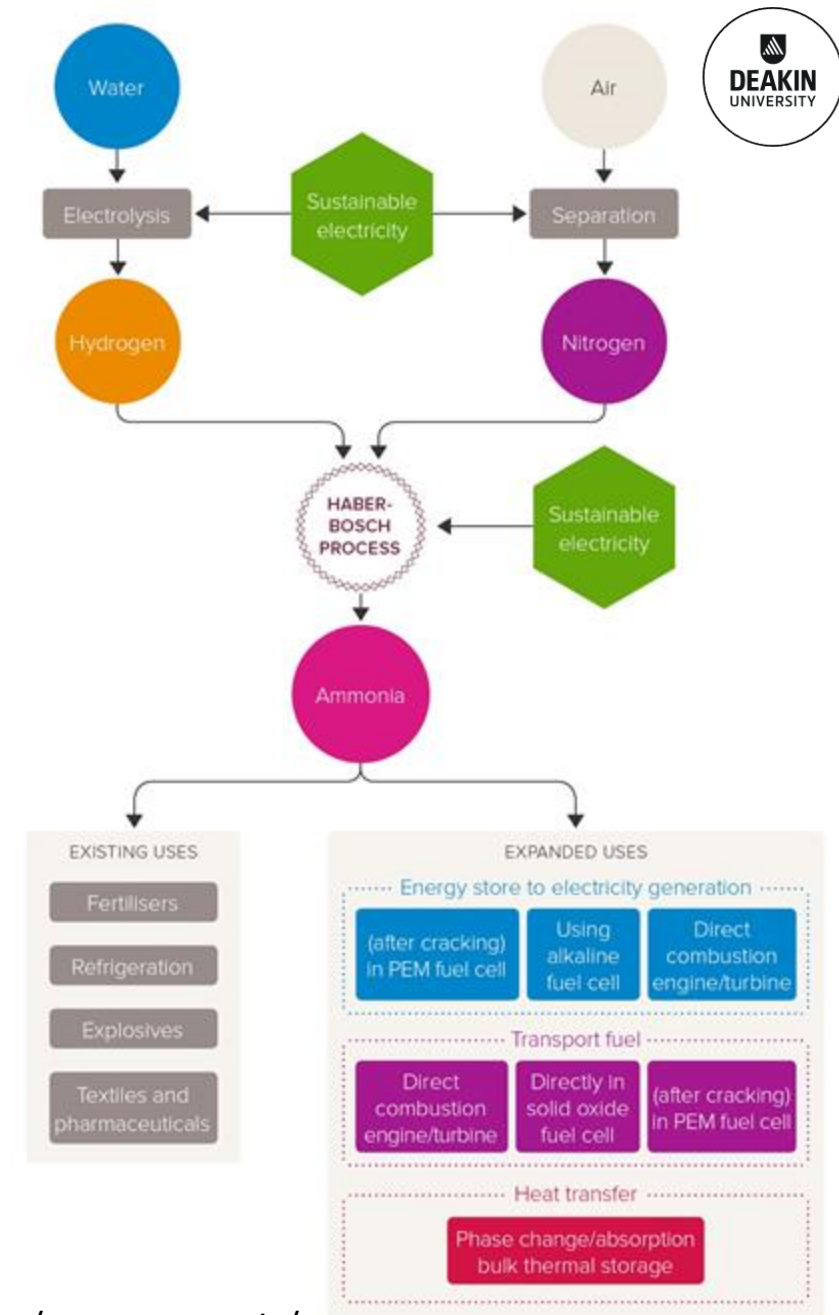 Water
Air
DEAKIN
UNIVERSITY
Electrolysis
Sustainable
electricity
Separation
Hydrogen
Nitrogen
HABER-
BOSCH
PROCESS
Sustainable
electricity
Ammonia
EXISTING USES
Fertilisers
Refrigeration
Explosives
Textiles and
pharmaceuticals
EXPANDED USES
Energy store to electricity generation
(after cracking)
in PEM fuel cell
Using
alkaline
fuel cell
Direct
combustion
engine/turbine
Transport fuel
Direct
combustion
engine/turbine
Directly in
solid oxide
fuel cell
(after cracking)
in PEM fuel cell
Heat transfer
Phase change/absorption
bulk thermal storage